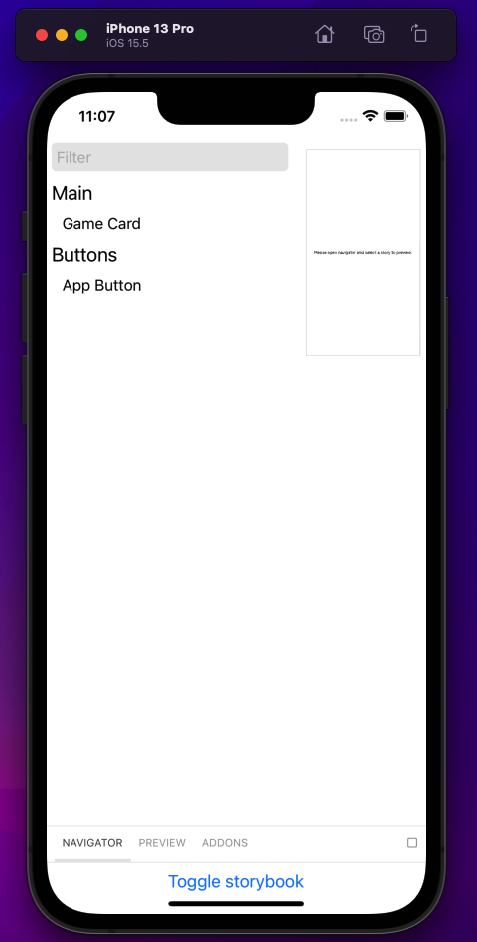 iPhone 13 Pro
iOS 15.5
11:07
Filter
Main
Game Card
Buttons
App Button
Please open navigator and select a story to preview.
NAVIGATOR PREVIEW ADDONS
Toggle storybook